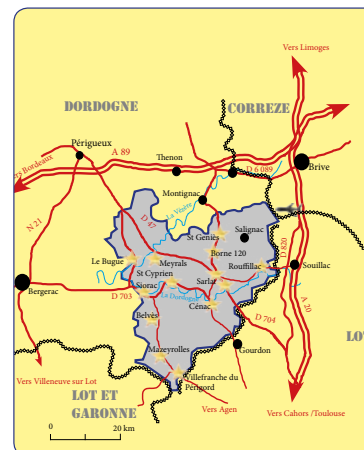 Vers Limoges
DORDOGNE
CORREZE
Périgueux
A 89
Thenon
D 6 089
Brive
Vers Bordeaux
Montignac
La Vézère
N 21
D 47
St Geniès
Salignac
Borne 120
D 820
Le Bugue
Meyrals
Rouffillac
Souillac
St Cyprien
Siorac
Sarlat
Bergerac
D 703
La Dordogne
A 20
Belvès
Cénac
D 704
Gourdon
LOT
Mazeyrolles
Villefranche du
Périgord
Vers Villeneuve sur Lot
LOT ET
GARONNE
Vers Agen
Vers Cahors /Toulouse
0
20 km